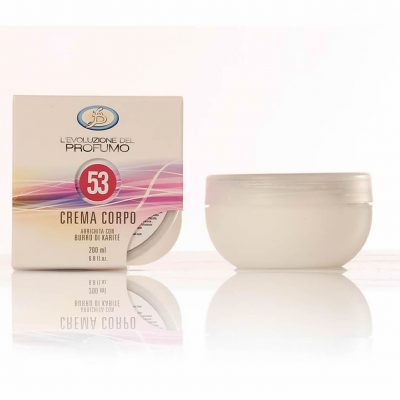 L'EVOLUZIONE DEL
PROFUMO
53
CREMA CORPO
ARRICCHITA CON
BURRO DI KARITÈ
200 ml
6.8 fl.oz.